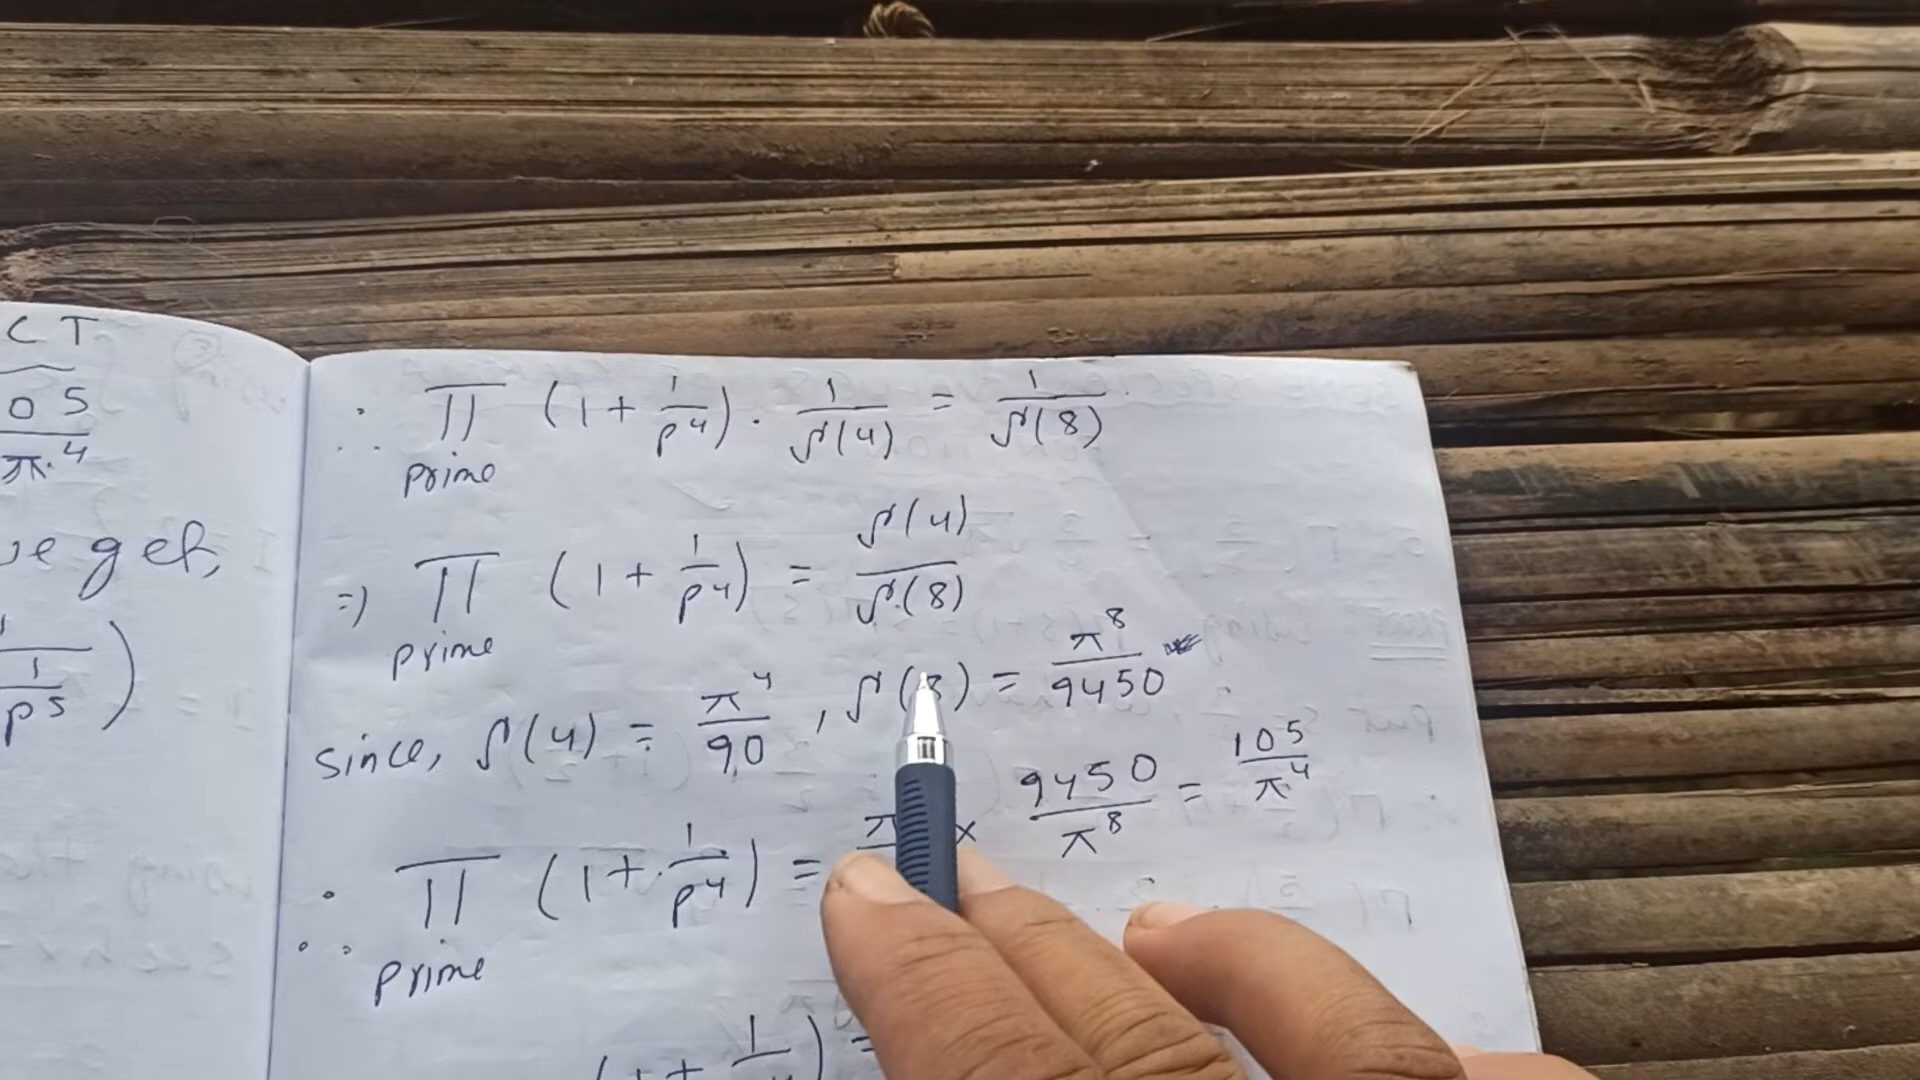 CT
05
π⁴
we get,
1/p⁵ )
∴ ∏ (1 + 1/p⁴) · 1/ζ(4) = 1/ζ(8)
prime
⇒ ∏ (1 + 1/p⁴) = ζ(4)/ζ(8)
prime
since, ζ(4) = π⁴/90 , ζ(8) = π⁸/9450
∴ ∏ (1 + 1/p⁴) = π × 9450/π⁸ = 105/π⁴
prime